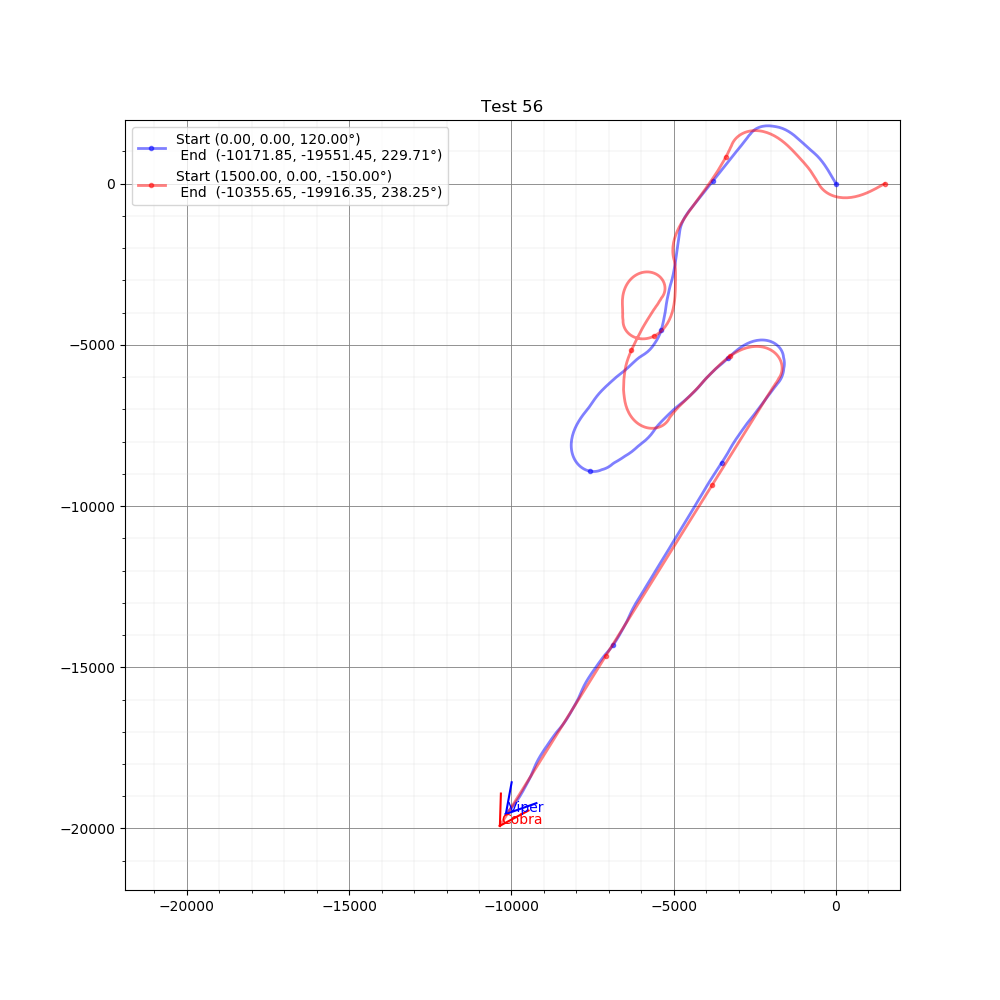 Test 56
Start (0.00, 0.00, 120.00°)
End (-10171.85, -19551.45, 229.71°)
Start (1500.00, 0.00, -150.00°)
End (-10355.65, -19916.35, 238.25°)
0
−5000
−10000
−15000
−20000
Viper
Cobra
−20000 −15000 −10000 −5000 0